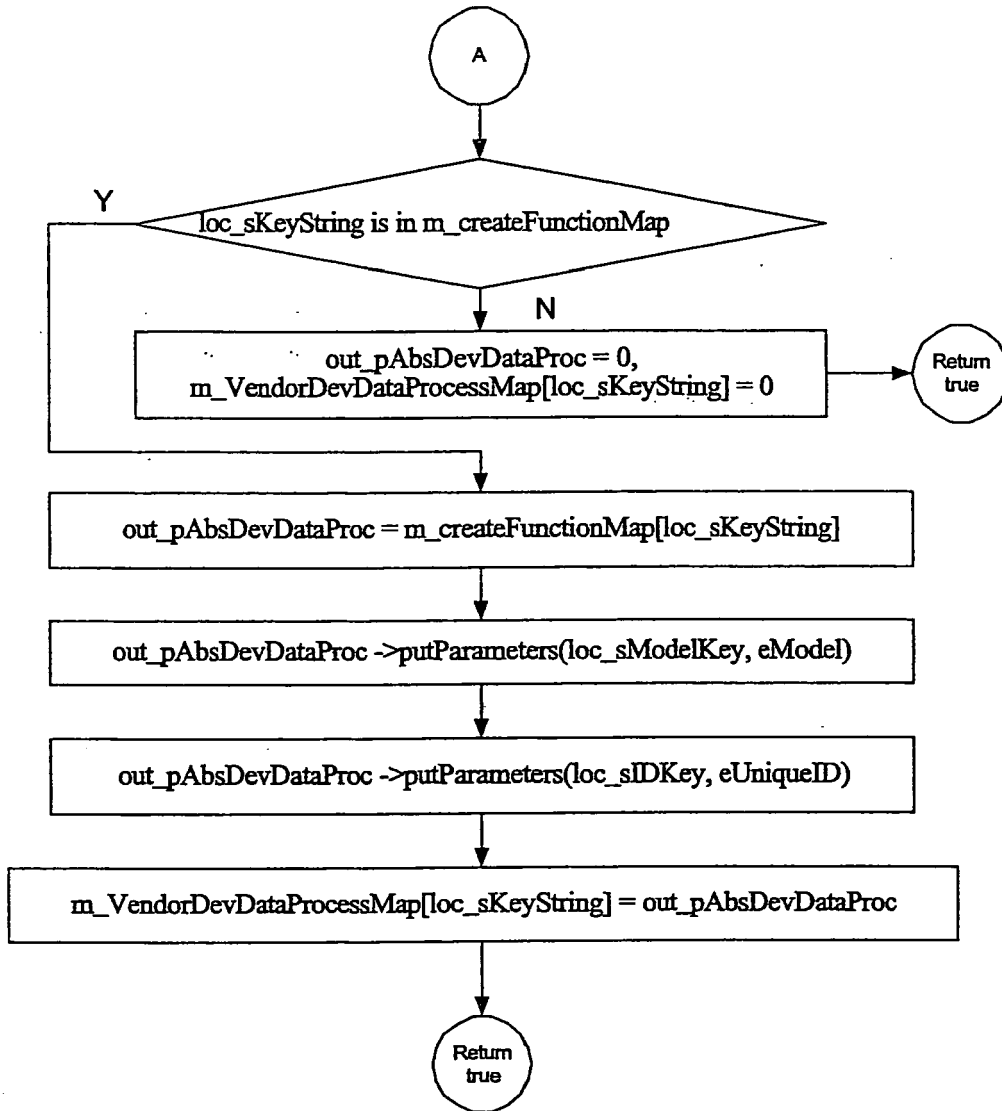 A
Y
loc_sKeyString is in m_createFunctionMap
N
out_pAbsDevDataProc = 0,
m_VendorDevDataProcessMap[loc_sKeyString] = 0
Return
true
out_pAbsDevDataProc = m_createFunctionMap[loc_sKeyString]
out_pAbsDevDataProc ->putParameters(loc_sModelKey, eModel)
out_pAbsDevDataProc ->putParameters(loc_sIDKey, eUniqueID)
m_VendorDevDataProcessMap[loc_sKeyString] = out_pAbsDevDataProc
Return
true